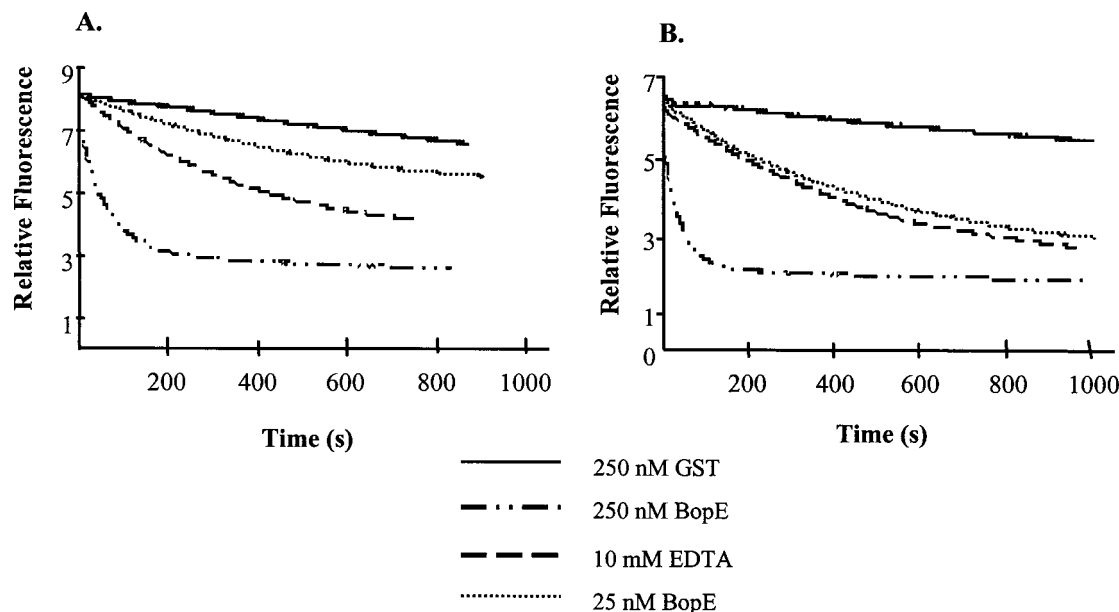 A.
Relative Fluorescence
9
7
5
3
1
200 400 600 800 1000
Time (s)
B.
Relative Fluorescence
7
5
3
1
0
200 400 600 800 1000
Time (s)
250 nM GST
250 nM BopE
10 mM EDTA
25 nM BopE